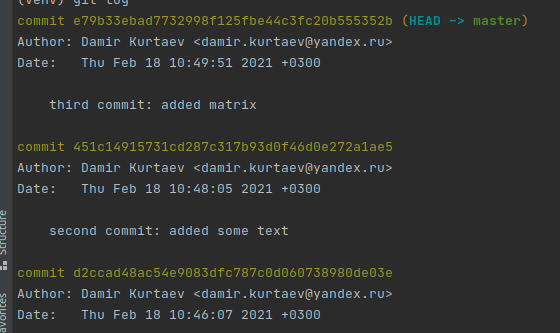 (venv) git log
commit e79b33ebad7732998f125fbe44c3fc20b555352b (HEAD -> master)
Author: Damir Kurtaev <damir.kurtaev@yandex.ru>
Date:   Thu Feb 18 10:49:51 2021 +0300
third commit: added matrix
commit 451c14915731cd287c317b93d0f46d0e272a1ae5
Author: Damir Kurtaev <damir.kurtaev@yandex.ru>
Date:   Thu Feb 18 10:48:05 2021 +0300
second commit: added some text
commit d2ccad48ac54e9083dfc787c0d060738980de03e
Author: Damir Kurtaev <damir.kurtaev@yandex.ru>
Date:   Thu Feb 18 10:46:07 2021 +0300
Structure